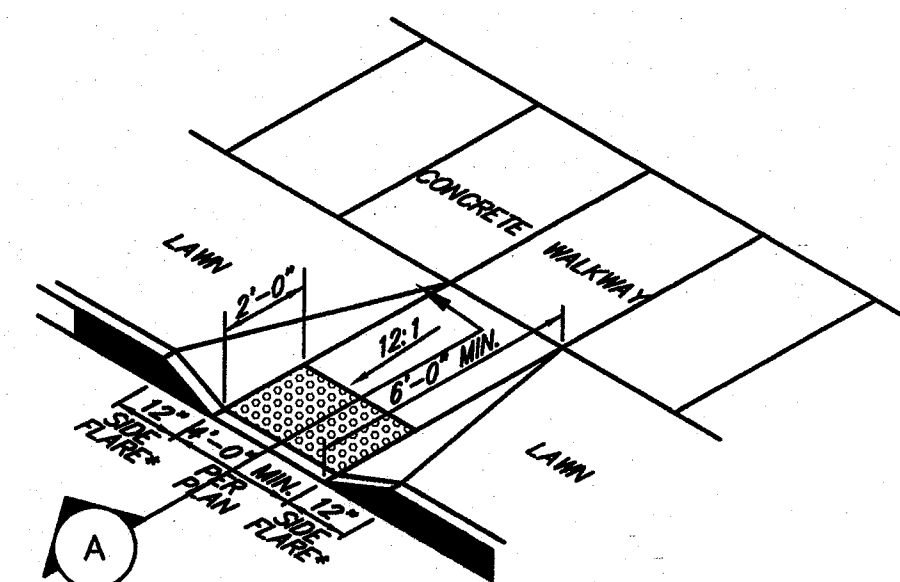 CONCRETE
WALKWAY
LAWN
2'-0"
12:1
6'-0" MIN.
12"
SIDE
FLARE*
4'-0" MIN.
PER
PLAN
12"
SIDE
FLARE*
LAWN
A